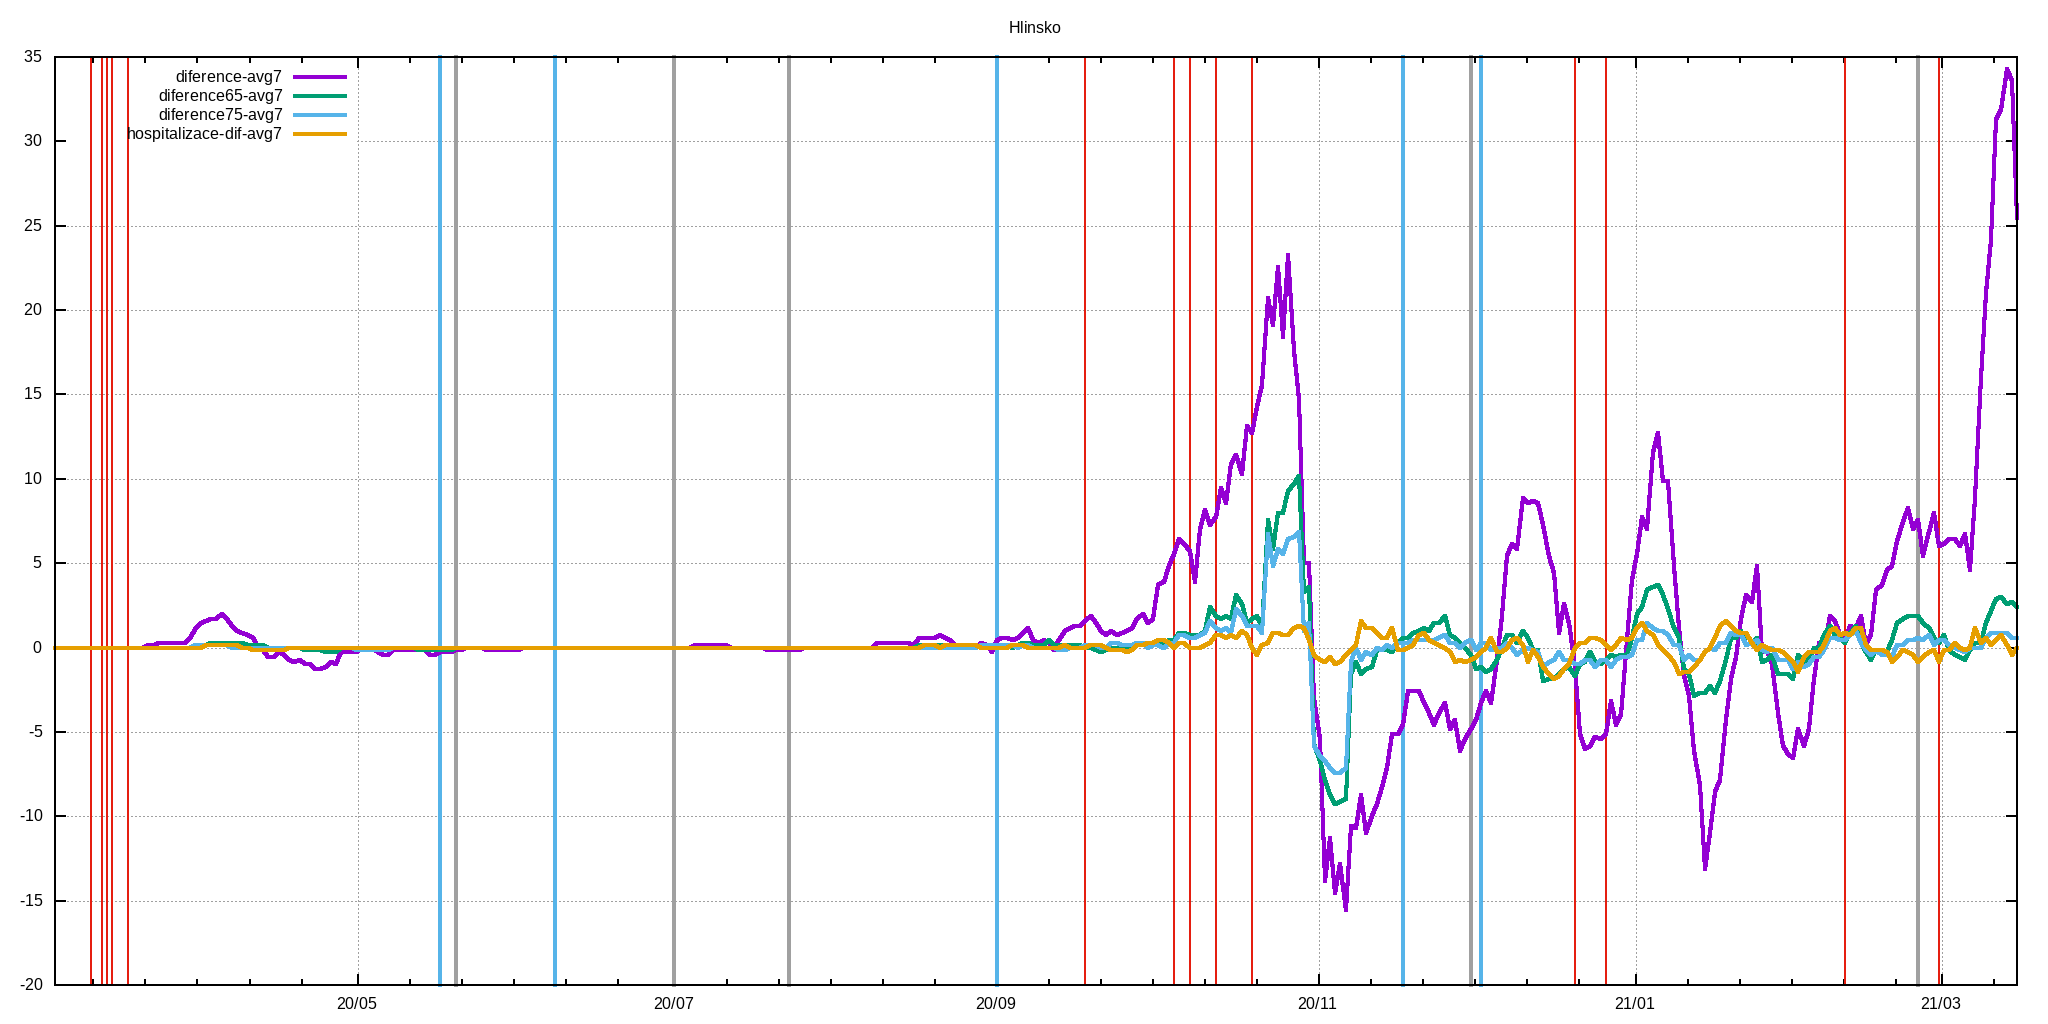 Hlinsko
diference-avg7
diference65-avg7
diference75-avg7
hospitalizace-dif-avg7
35
30
25
20
15
10
5
0
-5
-10
-15
-20
20/05 20/07 20/09 20/11 21/01 21/03